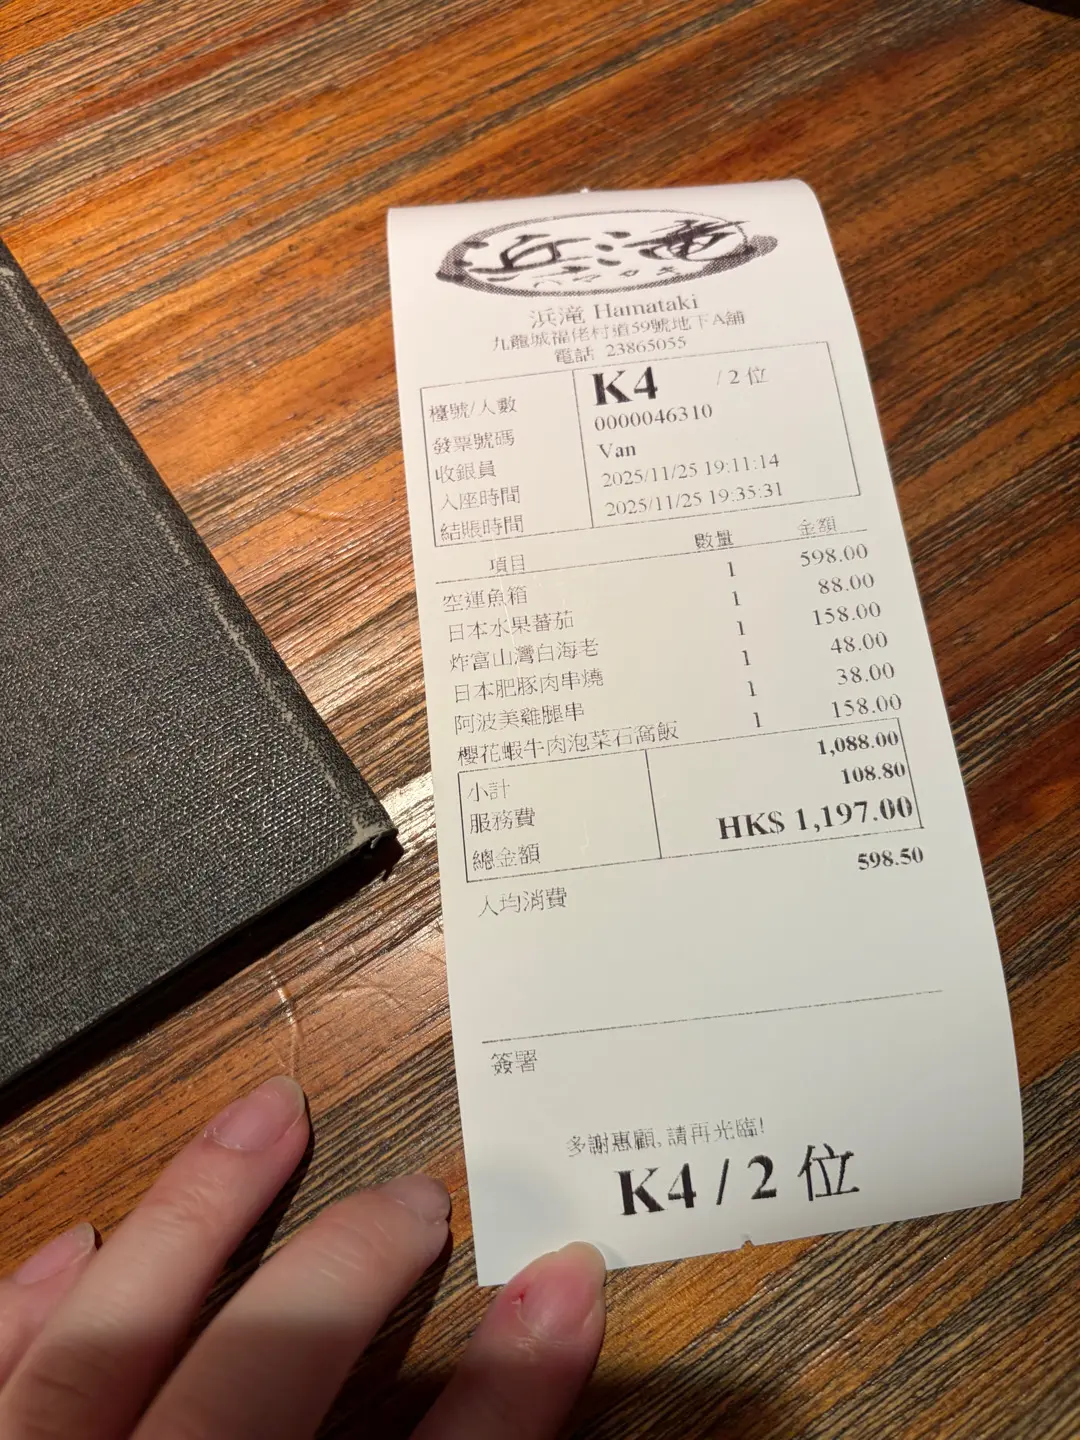 浜滝
ハマタキ
浜滝 Hamataki
九龍城福佬村道59號地下A舖
電話 23865055
檯號/人數 K4 / 2 位
發票號碼 0000046310
收銀員 Van
入座時間 2025/11/25 19:11:14
結賬時間 2025/11/25 19:35:31
項目 數量 金額
空運魚箱 1 598.00
日本水果蕃茄 1 88.00
炸富山灣白海老 1 158.00
日本肥豚肉串燒 1 48.00
阿波美雞腿串 1 38.00
櫻花蝦牛肉泡菜石窩飯 1 158.00
小計 1,088.00
服務費 108.80
總金額 HK$ 1,197.00
人均消費 598.50
簽署
多謝惠顧,請再光臨!
K4 / 2 位